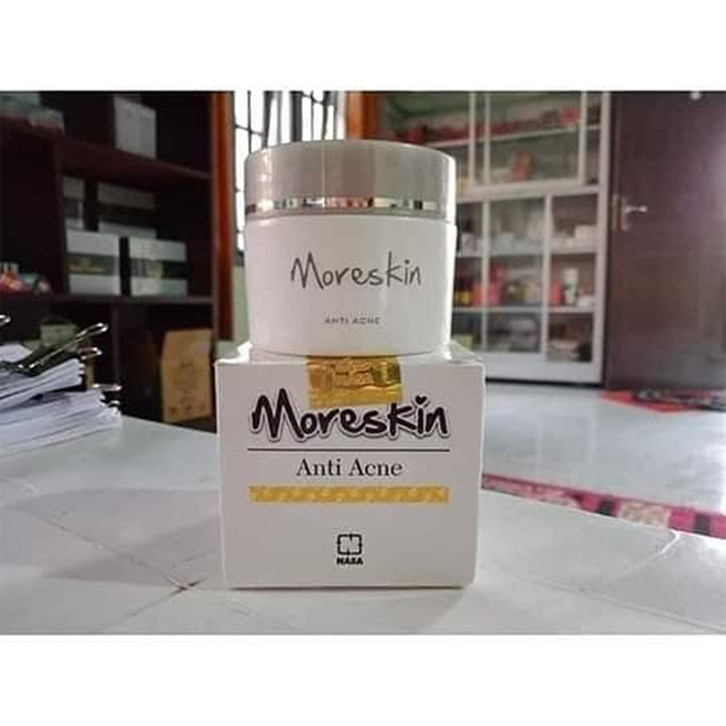 Moreskin
ANTI ACNE
Moreskin
Anti Acne
NASA